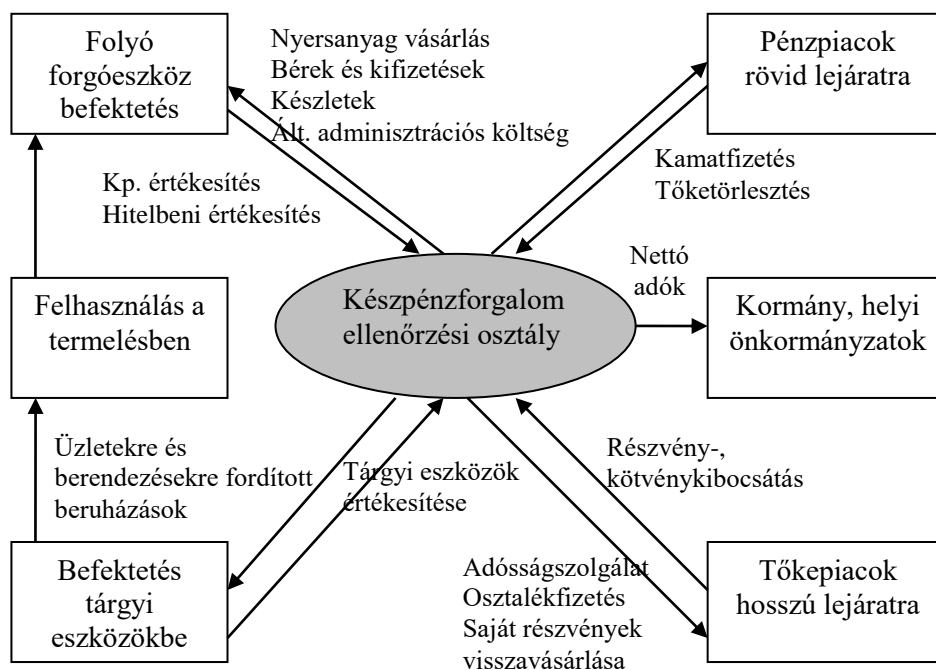 Folyó
forgóeszköz
befektetés
Nyersanyag vásárlás
Bérek és kifizetések
Készletek
Ált. adminisztrációs költség
Pénzpiacok
rövid lejáratra
Kp. értékesítés
Hitelbeni értékesítés
Kamatfizetés
Tőketörlesztés
Felhasználás a
termelésben
Készpénzforgalom
ellenőrzési osztály
Nettó
adók
Kormány, helyi
önkormányzatok
Üzletekre és
berendezésekre fordított
beruházások
Tárgyi eszközök
értékesítése
Részvény-,
kötvénykibocsátás
Befektetés
tárgyi
eszközökbe
Adósságszolgálat
Osztalékfizetés
Saját részvények
visszavásárlása
Tőkepiacok
hosszú lejáratra